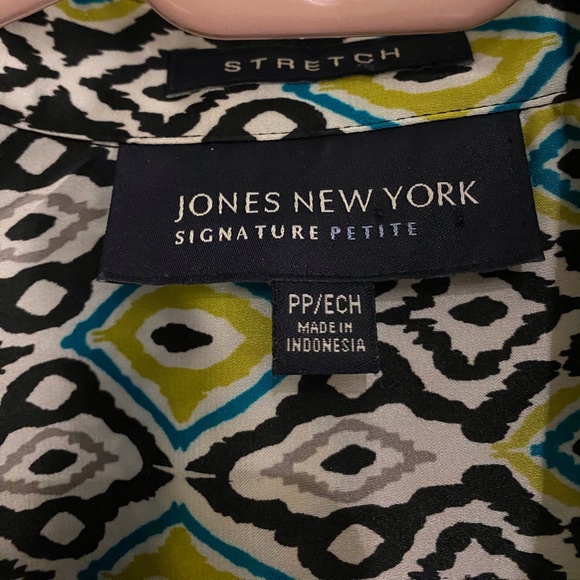 STRETCH
JONES NEW YORK
SIGNATURE PETITE
PP/ECH
MADE IN
INDONESIA